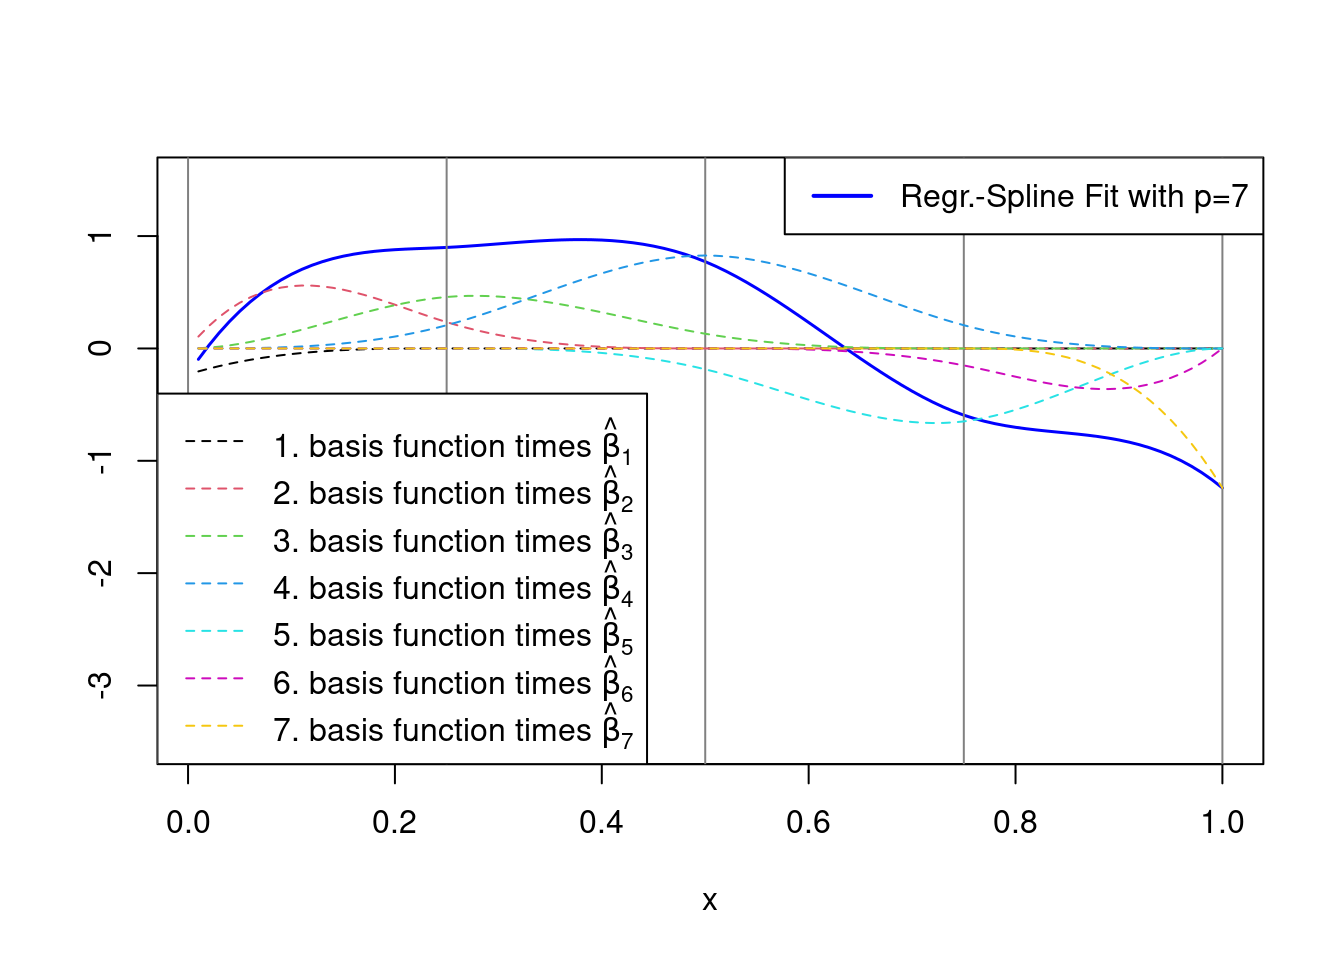 Regr.-Spline Fit with p=7
1
0
-1
-2
-3
1. basis function times β̂₁
2. basis function times β̂₂
3. basis function times β̂₃
4. basis function times β̂₄
5. basis function times β̂₅
6. basis function times β̂₆
7. basis function times β̂₇
0.0 0.2 0.4 0.6 0.8 1.0
x